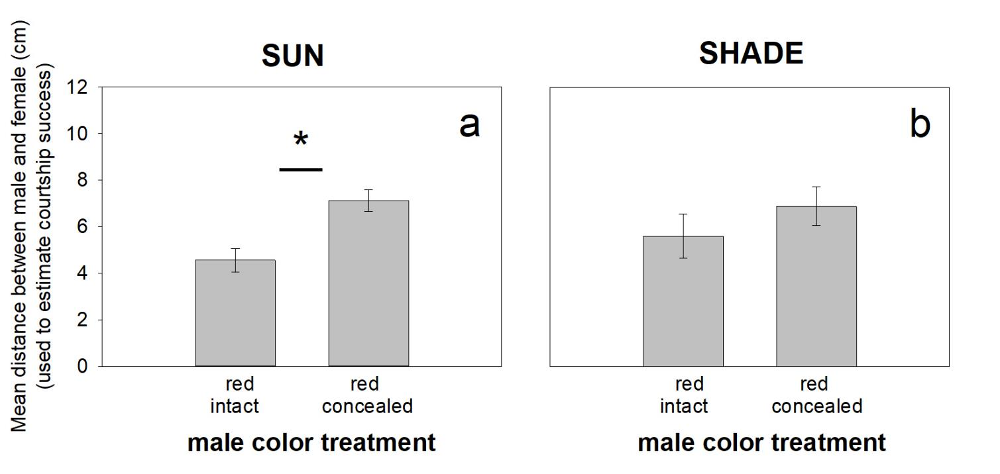 Mean distance between male and female (cm)
(used to estimate courtship success)
SUN
12
10
8
6
4
2
0
a
*
red
intact
red
concealed
male color treatment
SHADE
b
red
intact
red
concealed
male color treatment